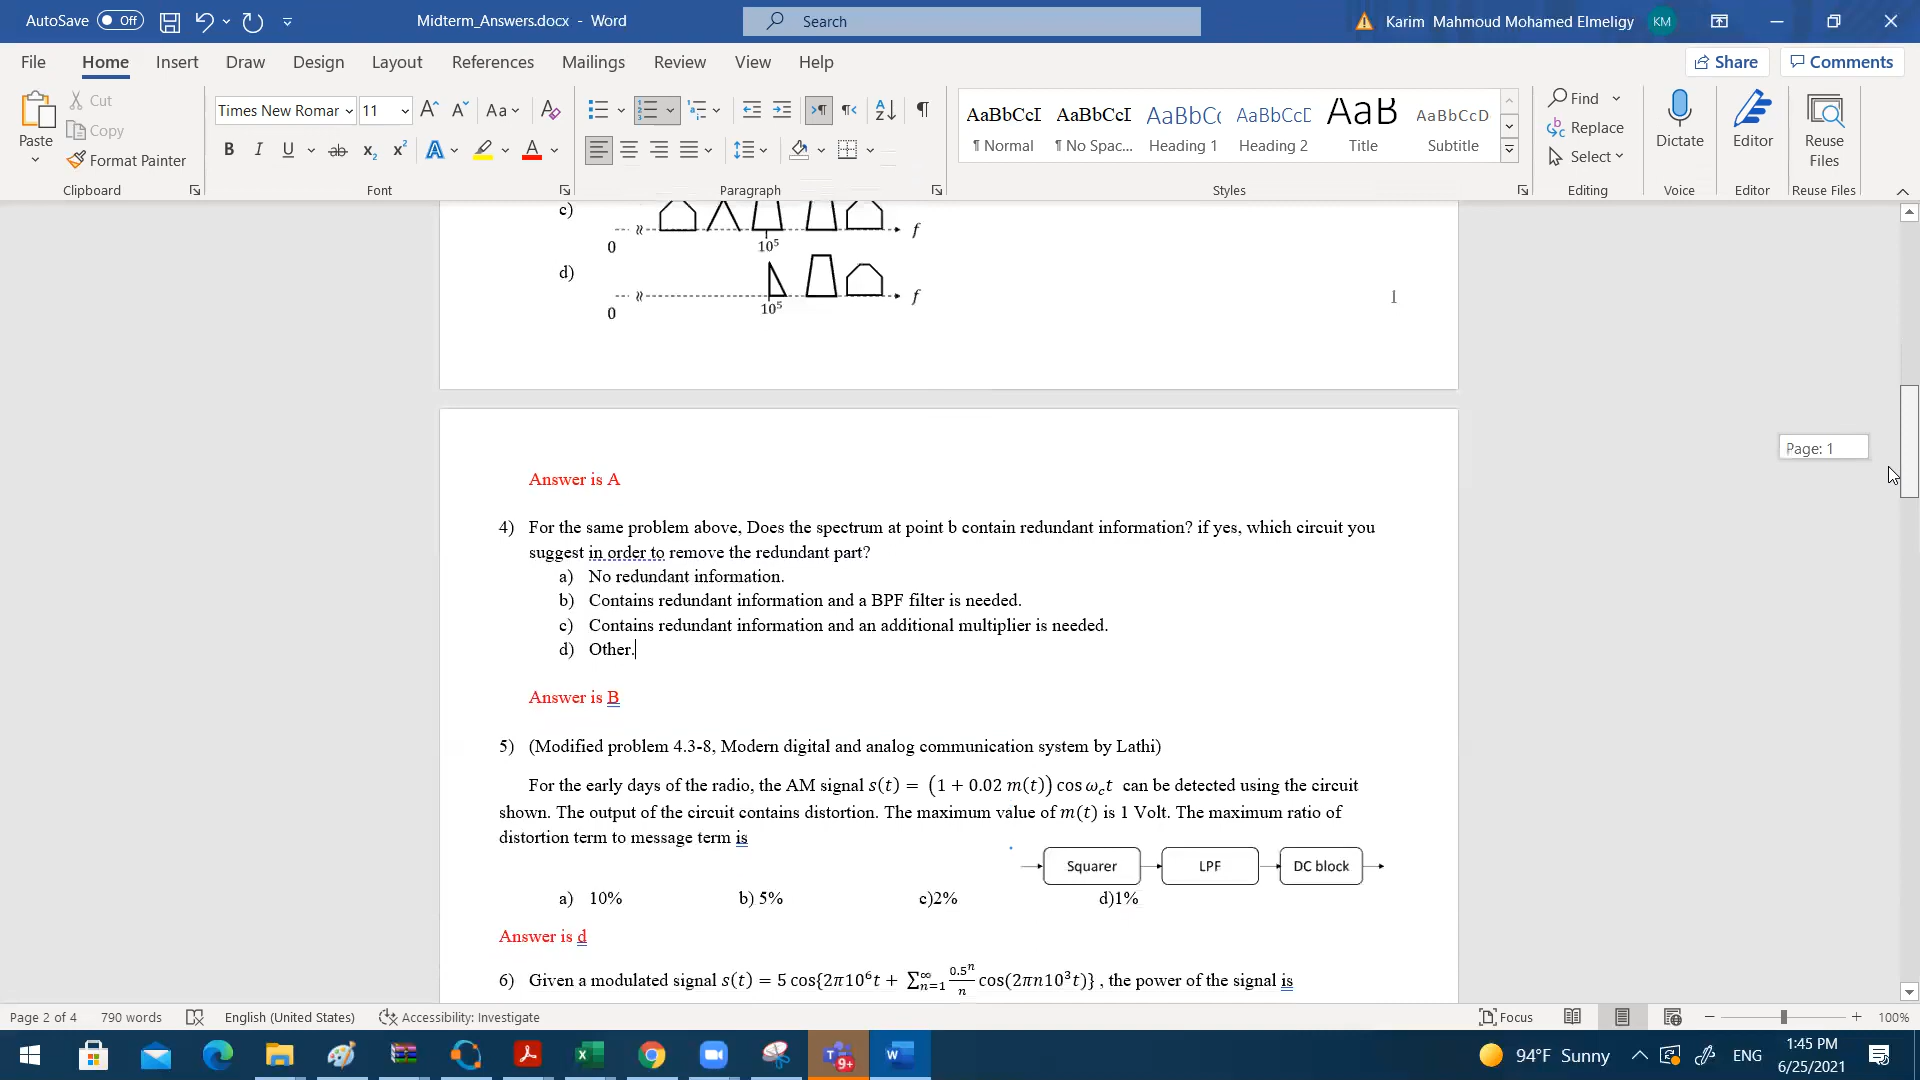 AutoSave Off Midterm_Answers.docx - Word Search Karim Mahmoud Mohamed Elmeligy KM
File Home Insert Draw Design Layout References Mailings Review View Help Share Comments
Paste Cut Copy Format Painter Clipboard
Times New Romar 11 Aa
B I U ab x₂ x² A A Font
Paragraph
AaBbCcI ¶ Normal AaBbCcI ¶ No Spac... AaBbCc Heading 1 AaBbCcD Heading 2 AaB Title AaBbCcD Subtitle Styles
Find Replace Select Editing
Dictate Voice
Editor Editor
Reuse Files Reuse Files
c)
0 10⁵ f
d)
0 10⁵ f
1
Page: 1
Answer is A
4) For the same problem above, Does the spectrum at point b contain redundant information? if yes, which circuit you
suggest in order to remove the redundant part?
a) No redundant information.
b) Contains redundant information and a BPF filter is needed.
c) Contains redundant information and an additional multiplier is needed.
d) Other.
Answer is B
5) (Modified problem 4.3-8, Modern digital and analog communication system by Lathi)
For the early days of the radio, the AM signal s(t) = (1 + 0.02 m(t)) cos ω_c t can be detected using the circuit
shown. The output of the circuit contains distortion. The maximum value of m(t) is 1 Volt. The maximum ratio of
distortion term to message term is
Squarer LPF DC block
a) 10% b) 5% c)2% d)1%
Answer is d
6) Given a modulated signal s(t) = 5 cos{2π10⁶t + ∑_{n=1}^{∞} 0.5ⁿ/n cos(2πn10³t)} , the power of the signal is
Page 2 of 4 790 words English (United States) Accessibility: Investigate Focus 100%
9+ 94°F Sunny ENG 1:45 PM
6/25/2021